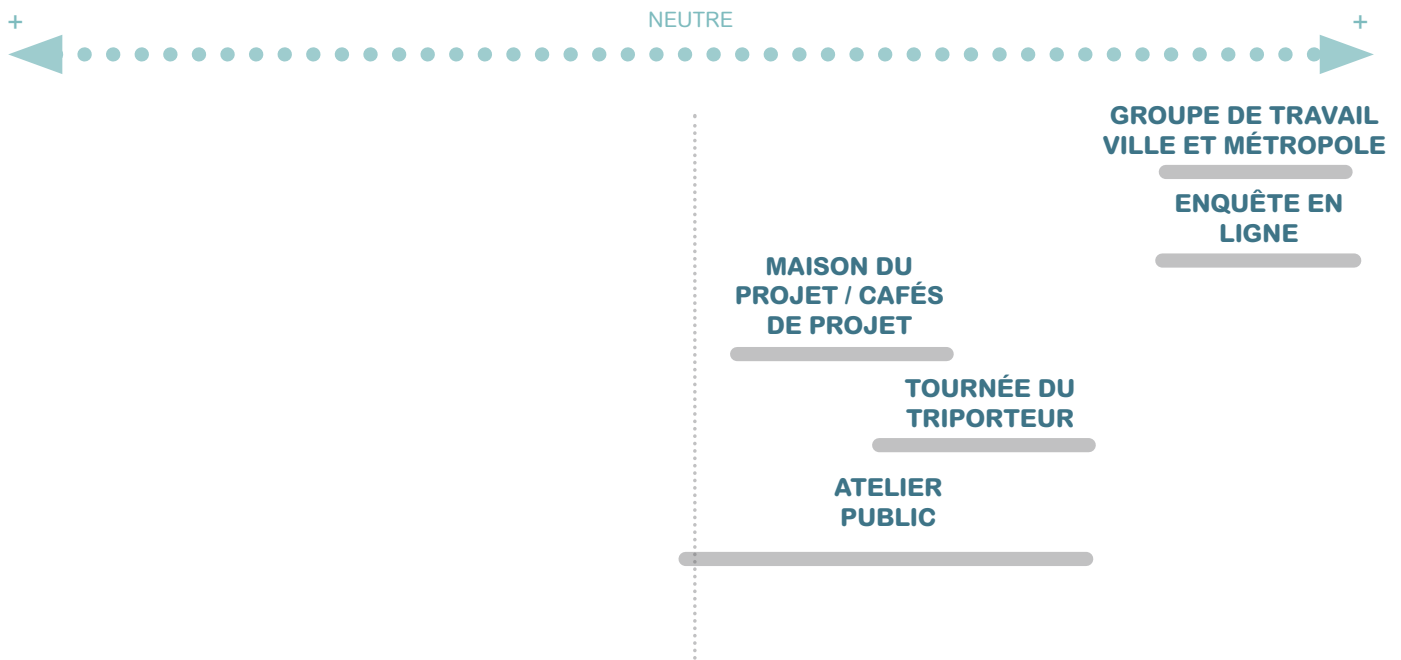 + NEUTRE +
GROUPE DE TRAVAIL
VILLE ET MÉTROPOLE
ENQUÊTE EN
LIGNE
MAISON DU
PROJET / CAFÉS
DE PROJET
TOURNÉE DU
TRIPORTEUR
ATELIER
PUBLIC